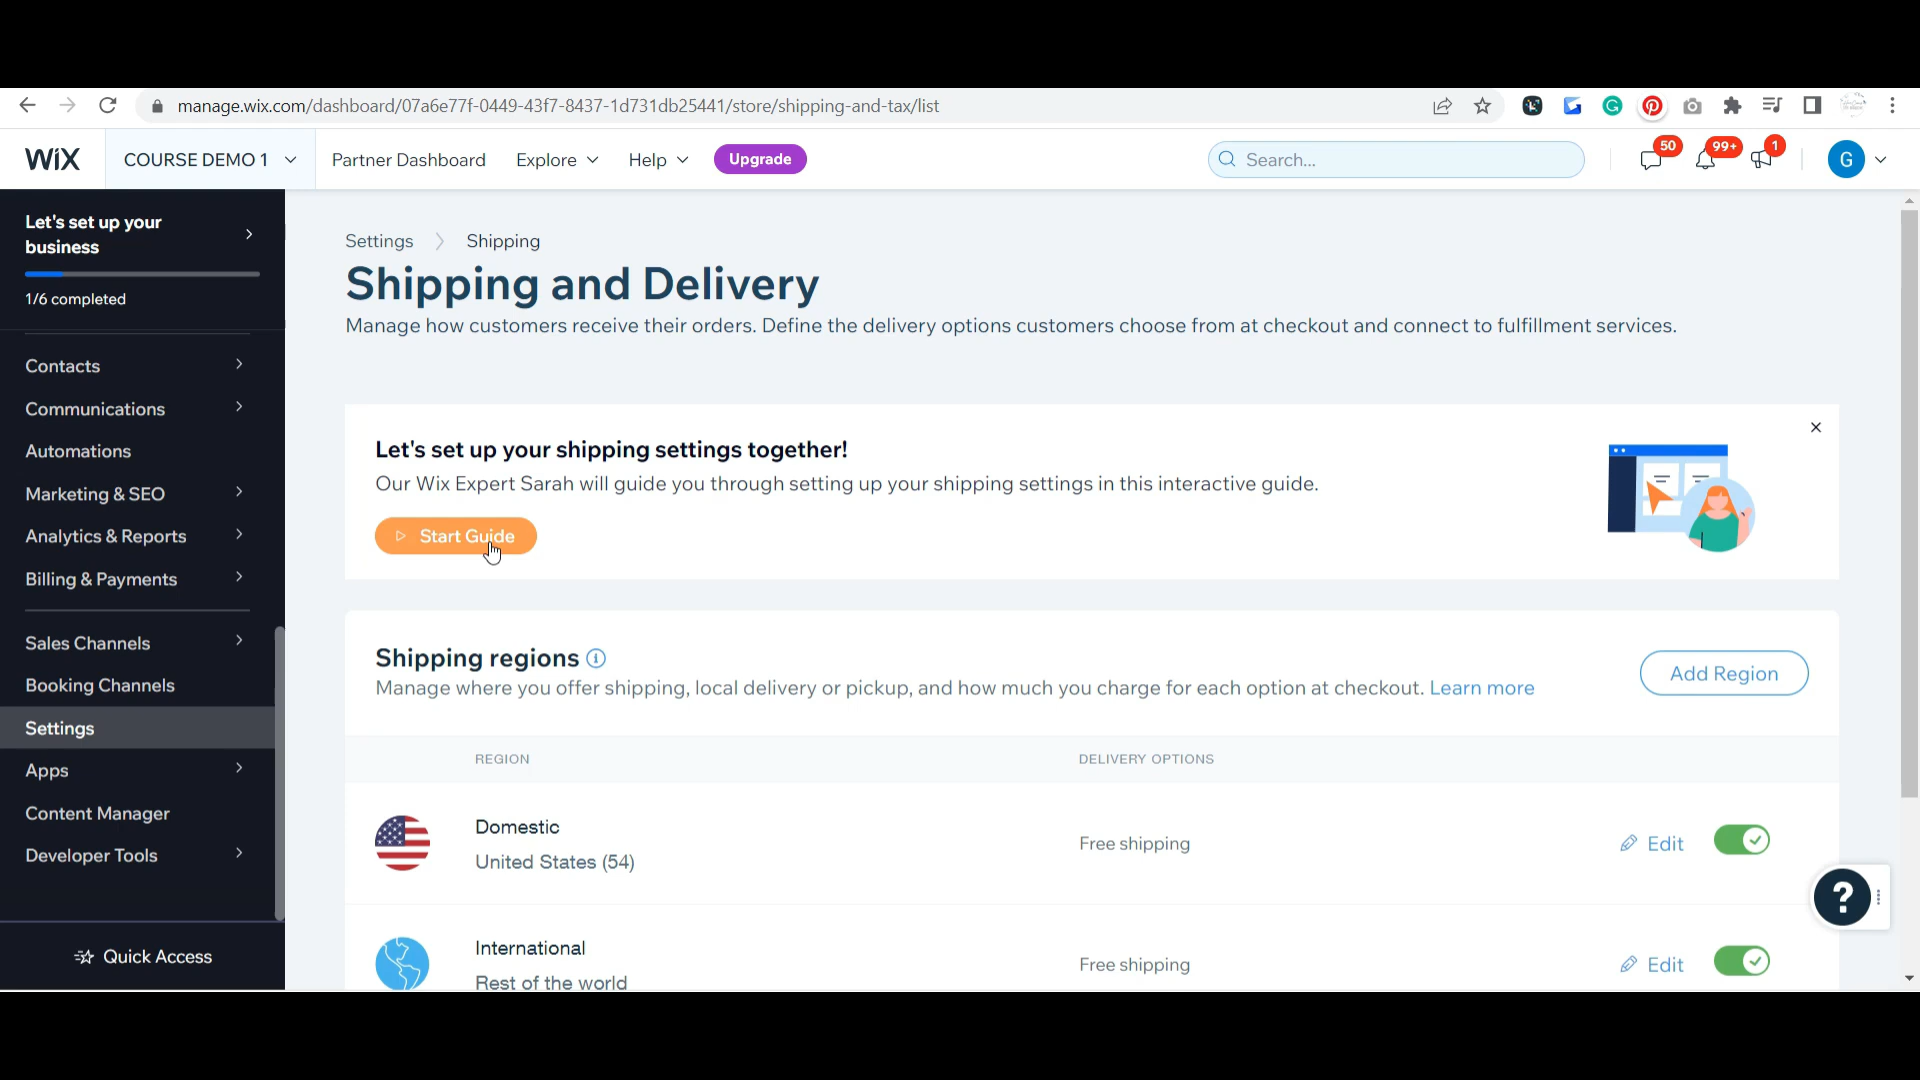 manage.wix.com/dashboard/07a6e77f-0449-43f7-8437-1d731db25441/store/shipping-and-tax/list
WiX
COURSE DEMO 1
Partner Dashboard
Explore
Help
Upgrade
Search...
50
99+
1
G
Let's set up your
business
1/6 completed
Contacts
Communications
Automations
Marketing & SEO
Analytics & Reports
Billing & Payments
Sales Channels
Booking Channels
Settings
Apps
Content Manager
Developer Tools
Quick Access
Settings
Shipping
Shipping and Delivery
Manage how customers receive their orders. Define the delivery options customers choose from at checkout and connect to fulfillment services.
Let's set up your shipping settings together!
Our Wix Expert Sarah will guide you through setting up your shipping settings in this interactive guide.
Start Guide
Shipping regions
Manage where you offer shipping, local delivery or pickup, and how much you charge for each option at checkout. Learn more
Add Region
REGION
DELIVERY OPTIONS
Domestic
United States (54)
Free shipping
Edit
International
Rest of the world
Free shipping
Edit
?